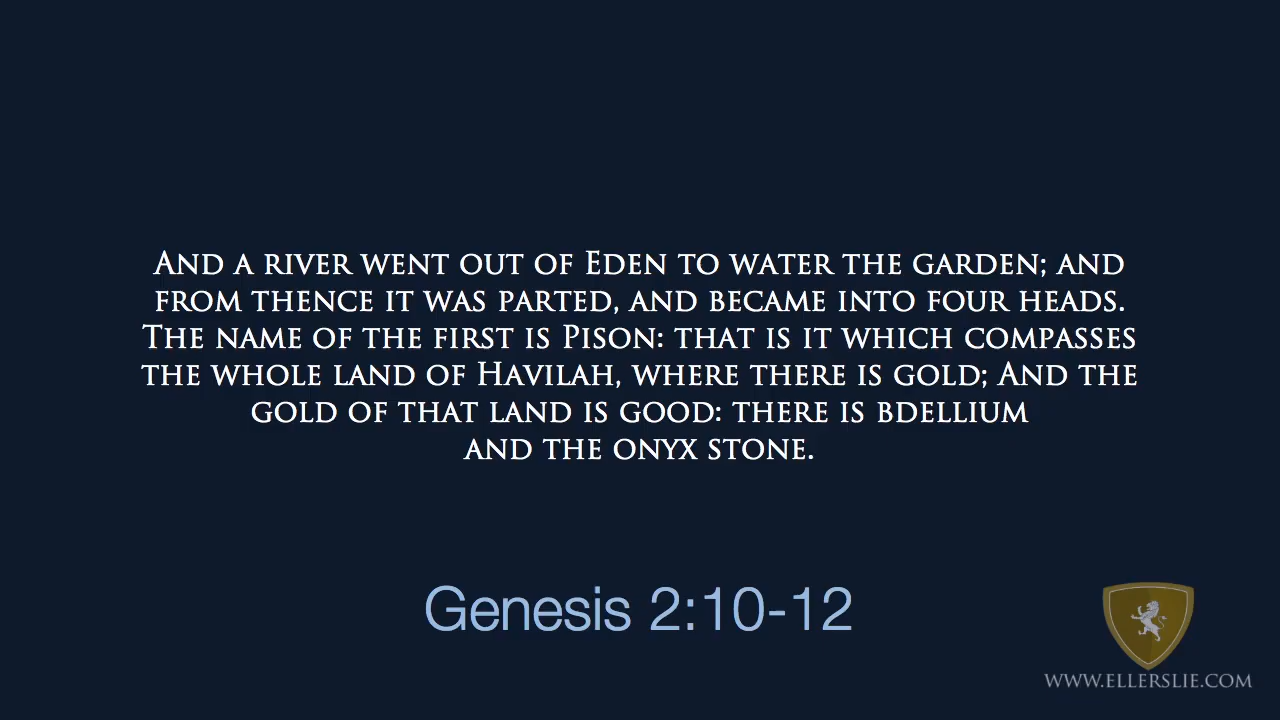 And a river went out of Eden to water the garden; and
from thence it was parted, and became into four heads.
The name of the first is Pison: that is it which compasses
the whole land of Havilah, where there is gold; And the
gold of that land is good: there is bdellium
and the onyx stone.
Genesis 2:10-12
www.ellerslie.com